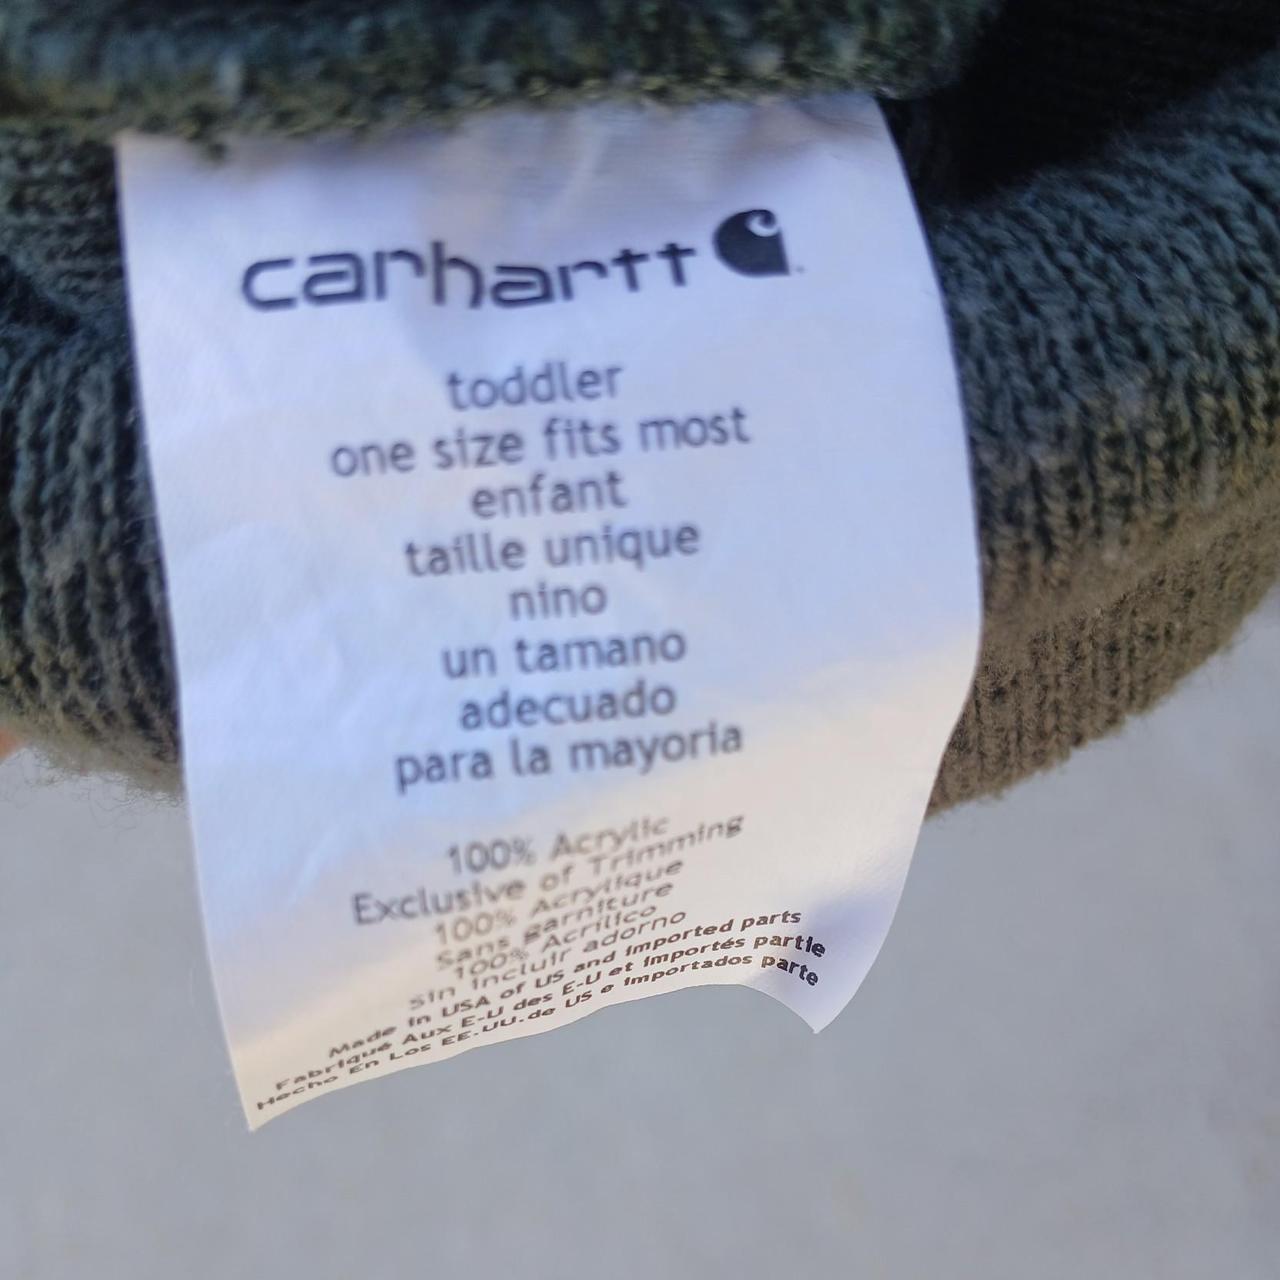 carhartt
toddler
one size fits most
enfant
taille unique
nino
un tamano
adecuado
para la mayoria
100% Acrylic
Exclusive of Trimming
100% Acrylique
Sans garniture
100% Acrilico
sin incluir adorno
Made in USA of US and imported parts
Fabriqué Aux E-U des E-U et importés partie
Hecho En Los EE.UU.de US e importados parte